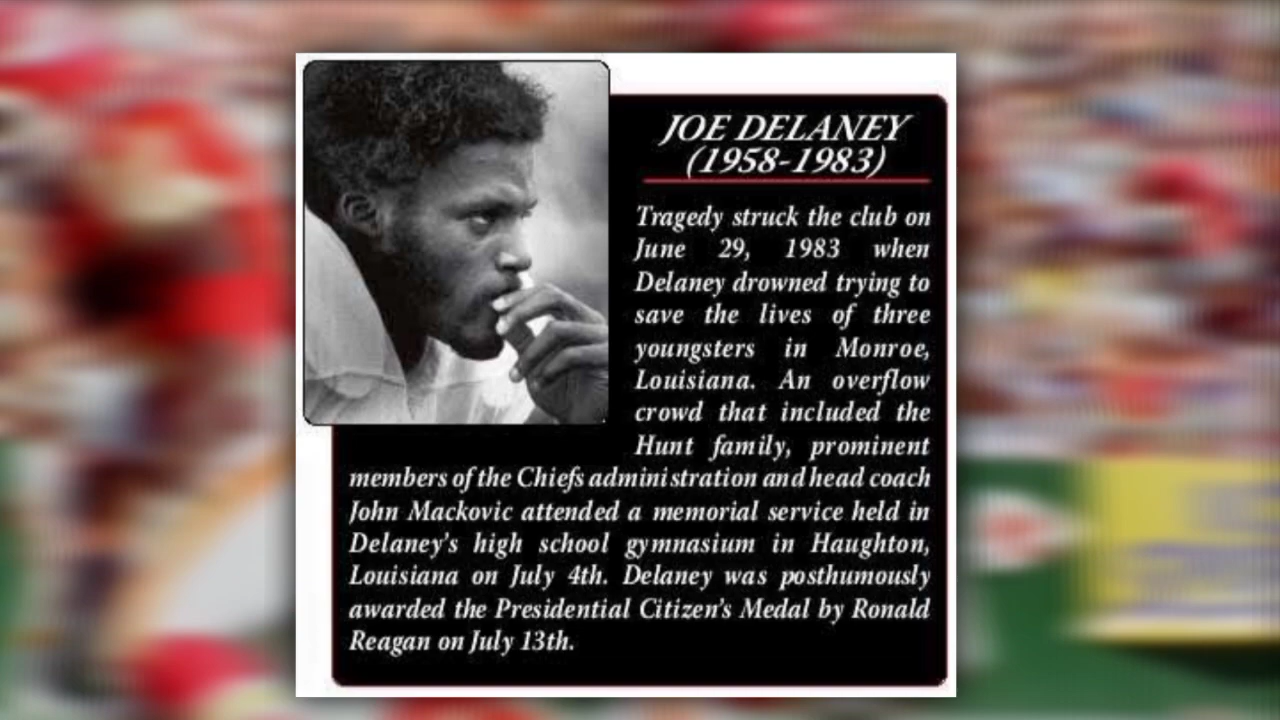 JOE DELANEY
(1958-1983)
Tragedy struck the club on
June 29, 1983 when
Delaney drowned trying to
save the lives of three
youngsters in Monroe,
Louisiana. An overflow
crowd that included the
Hunt family, prominent
members of the Chiefs administration and head coach
John Mackovic attended a memorial service held in
Delaney's high school gymnasium in Haughton,
Louisiana on July 4th. Delaney was posthumously
awarded the Presidential Citizen's Medal by Ronald
Reagan on July 13th.